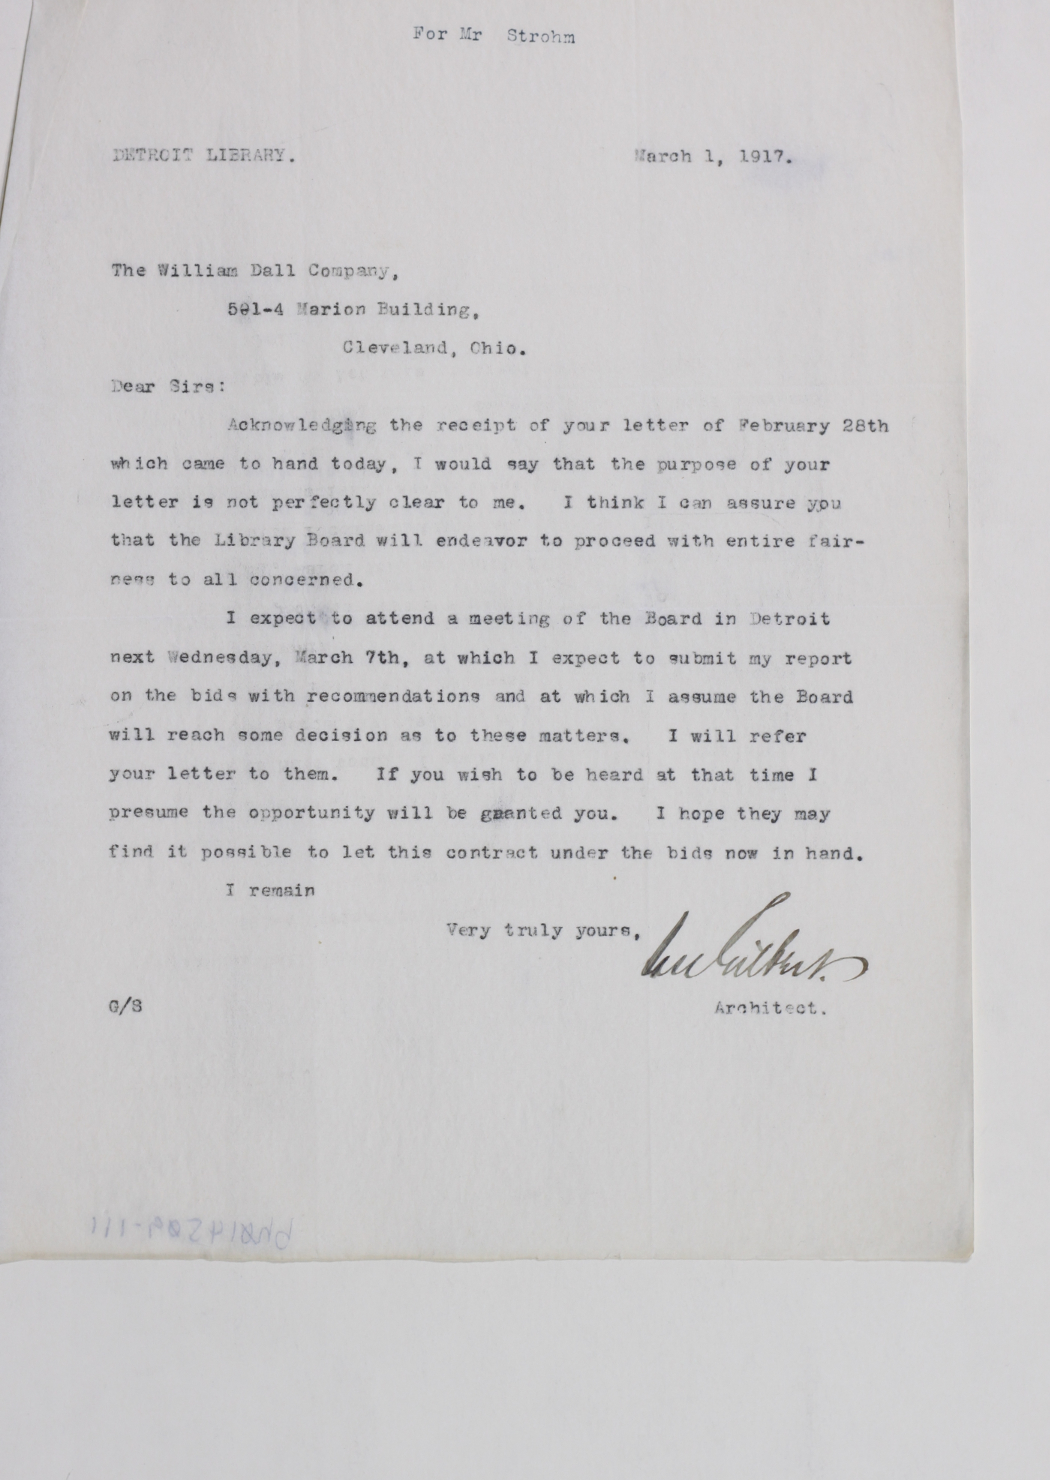 For Mr Strohm
DETROIT LIBRARY. March 1, 1917.
The William Dall Company,
501-4 Marion Building,
Cleveland, Ohio.
Dear Sirs:
Acknowledging the receipt of your letter of February 28th
which came to hand today, I would say that the purpose of your
letter is not perfectly clear to me. I think I can assure you
that the Library Board will endeavor to proceed with entire fair-
ness to all concerned.
I expect to attend a meeting of the Board in Detroit
next Wednesday, March 7th, at which I expect to submit my report
on the bids with recommendations and at which I assume the Board
will reach some decision as to these matters. I will refer
your letter to them. If you wish to be heard at that time I
presume the opportunity will be granted you. I hope they may
find it possible to let this contract under the bids now in hand.
I remain
Very truly yours,
Cass Gilbert.
G/S Architect.